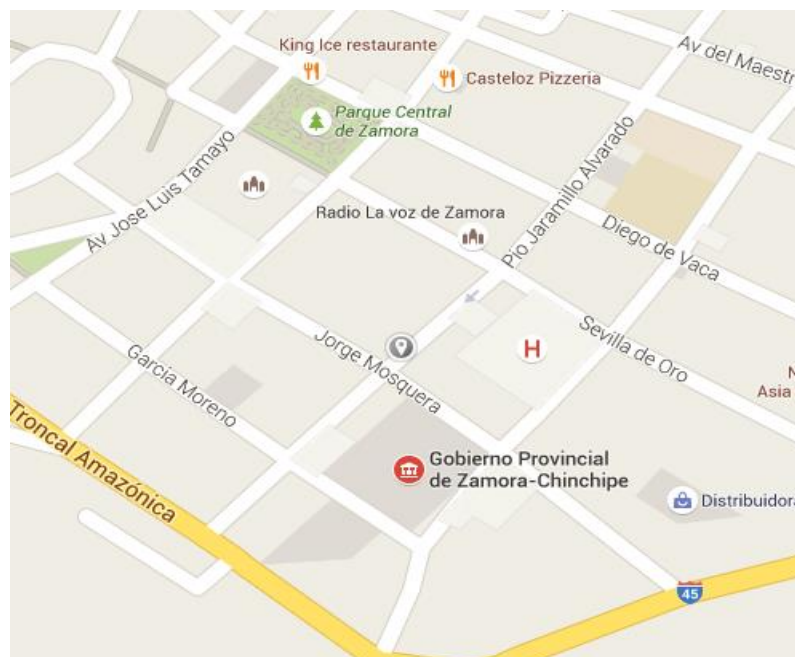 King Ice restaurante
Av del Maestr
Casteloz Pizzeria
Parque Central
de Zamora
Av Jose Luis Tamayo
Pio Jaramillo Alvarado
Radio La voz de Zamora
Diego de Vaca
Sevilla de Oro
H
Jorge Mosquera
Garcia Moreno
N
Asia
Troncal Amazónica
Gobierno Provincial
de Zamora-Chinchipe
Distribuidora
45